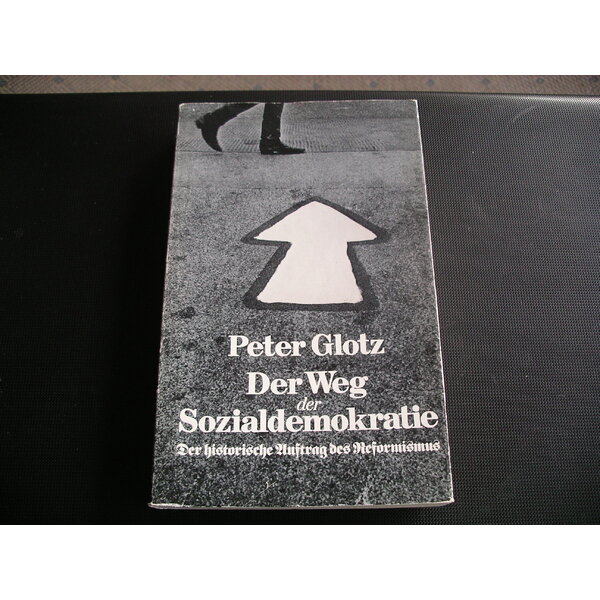 Peter Glotz
Der Weg
der
Sozialdemokratie
Der historische Auftrag des Reformismus